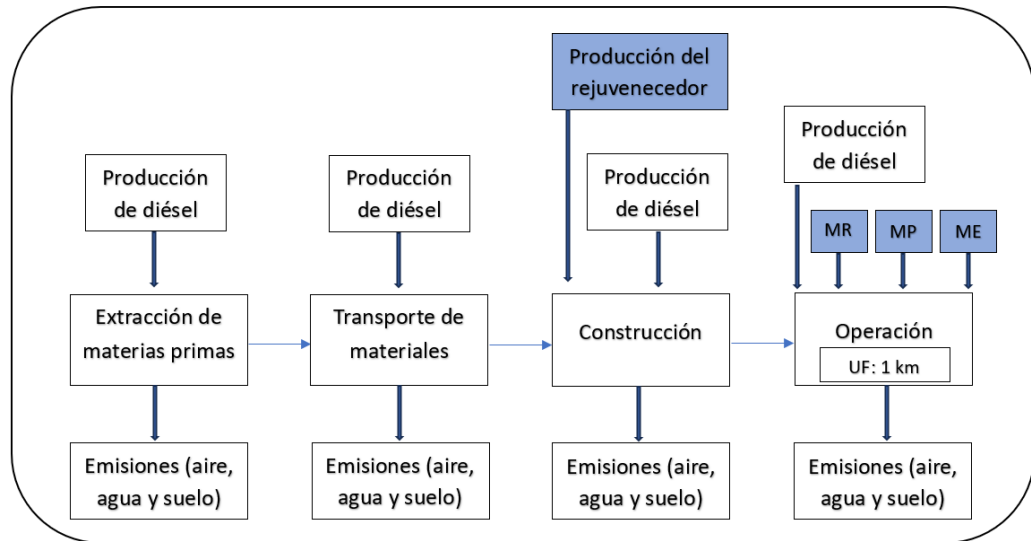 Producción del
rejuvenecedor
Producción
de diésel
Producción
de diésel
Producción
de diésel
Producción
de diésel
MR
MP
ME
Extracción de
materias primas
Transporte de
materiales
Construcción
Operación
UF: 1 km
Emisiones (aire,
agua y suelo)
Emisiones (aire,
agua y suelo)
Emisiones (aire,
agua y suelo)
Emisiones (aire,
agua y suelo)